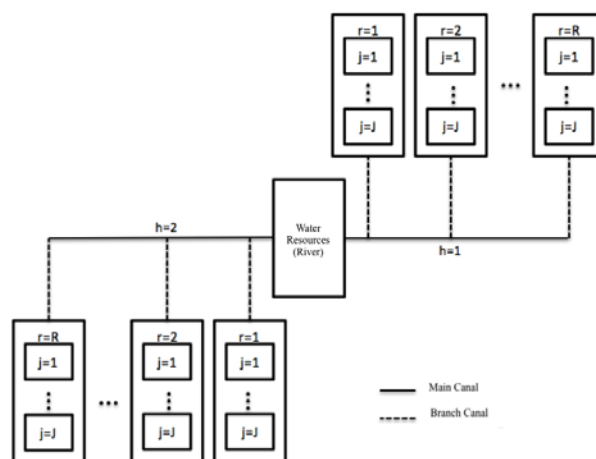 r=1 r=2 r=R
j=1 j=1 j=1
j=J j=J j=J
Water
Resources
(River)
h=2
h=1
r=R r=2 r=1
j=1 j=1 j=1
j=J j=J j=J
Main Canal
Branch Canal